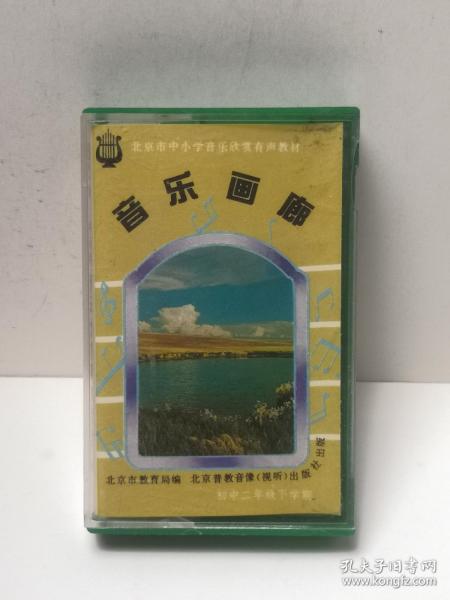 北京市中小学音乐欣赏有声教材
音乐画廊
北京市教育局编 北京普教音像(视听)出版社出版
初中二年级下学期
孔夫子旧书网
www.kongfz.com